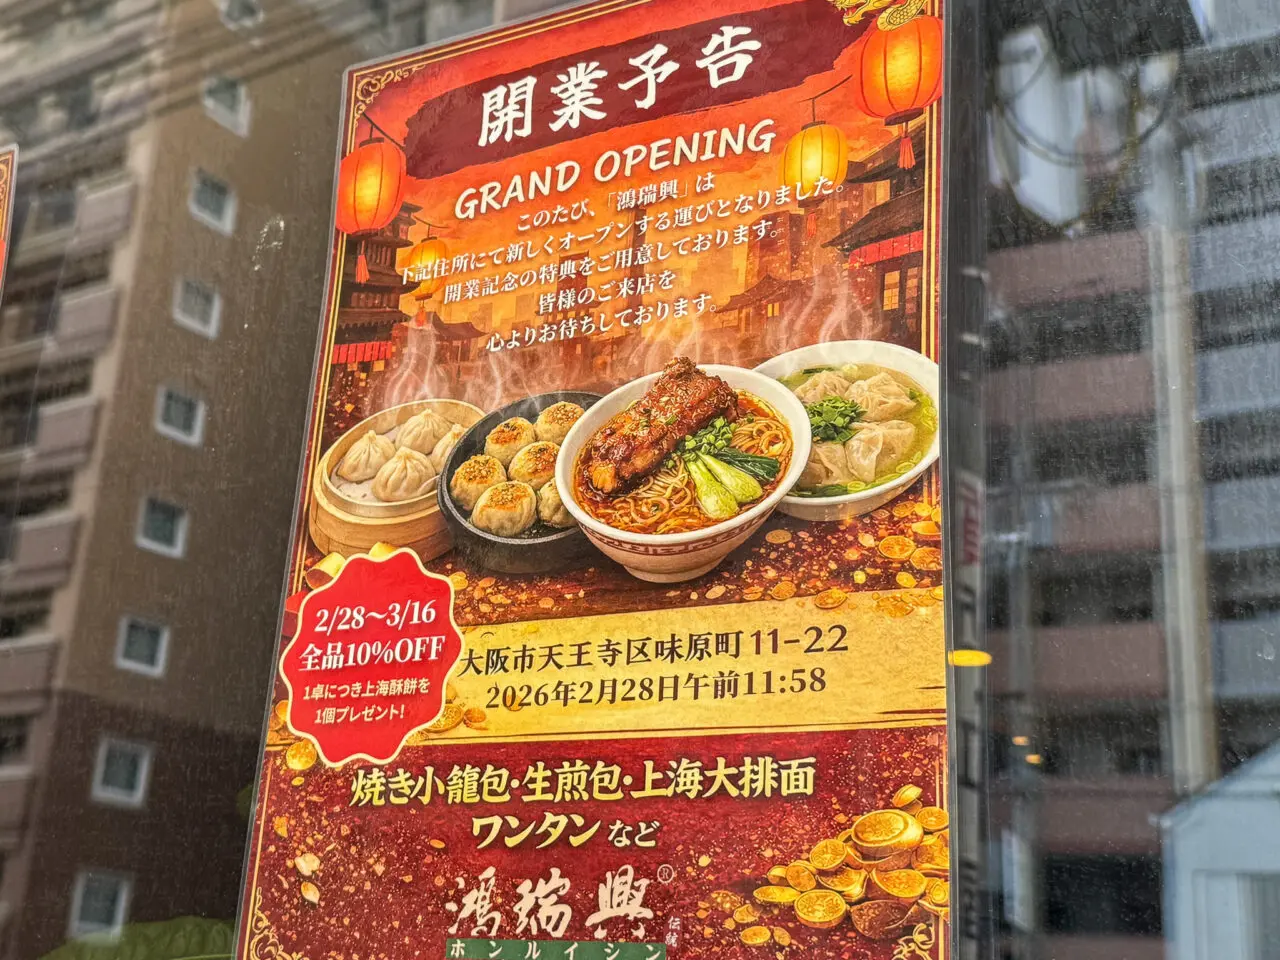 開業予告
GRAND OPENING
このたび、「鴻瑞興」は
下記住所にて新しくオープンする運びとなりました。
開業記念の特典をご用意しております。
皆様のご来店を
心よりお待ちしております。
2/28〜3/16
全品10%OFF
1卓につき上海酥餅を
1個プレゼント!
大阪市天王寺区味原町11-22
2026年2月28日午前11:58
焼き小籠包・生煎包・上海大排面
ワンタンなど
鴻瑞興®
伝統
ホンルイシン